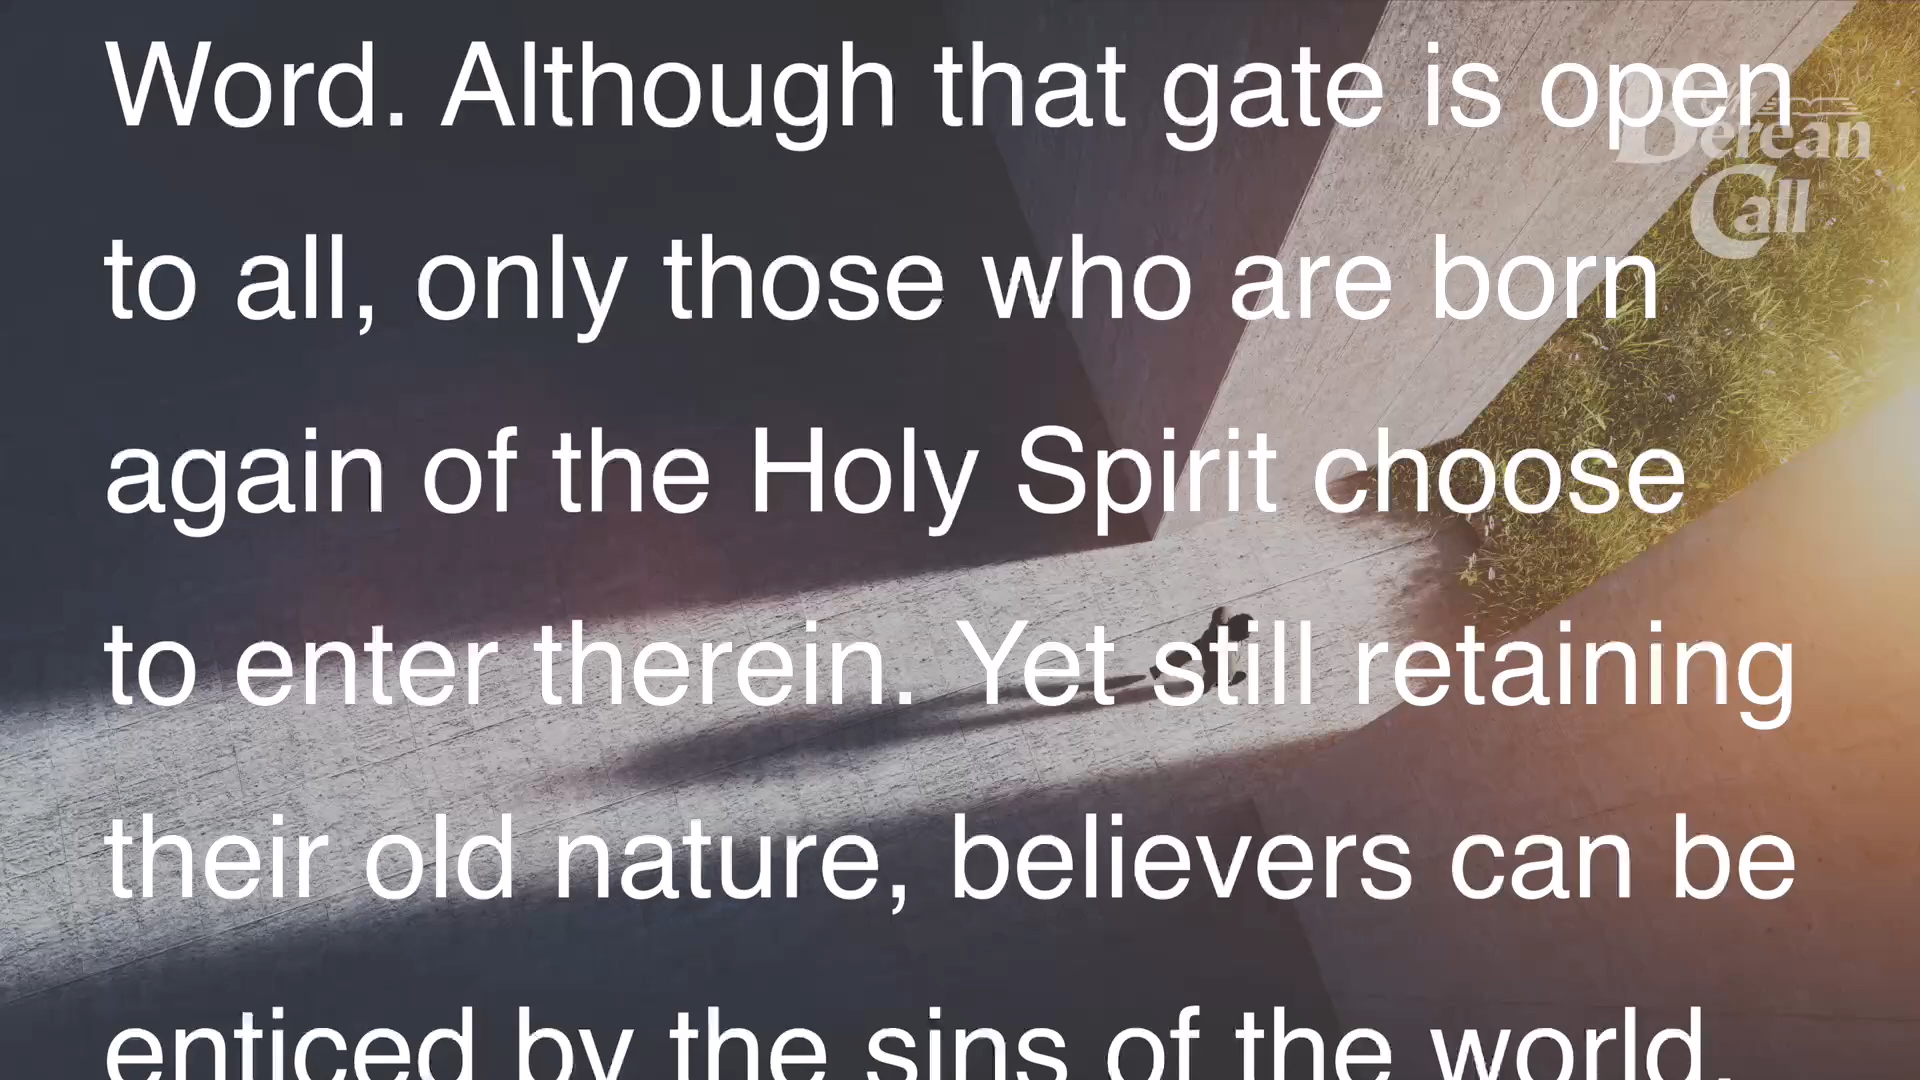 Word. Although that gate is open
to all, only those who are born
again of the Holy Spirit choose
to enter therein. Yet still retaining
their old nature, believers can be
enticed by the sins of the world.
Berean
Call